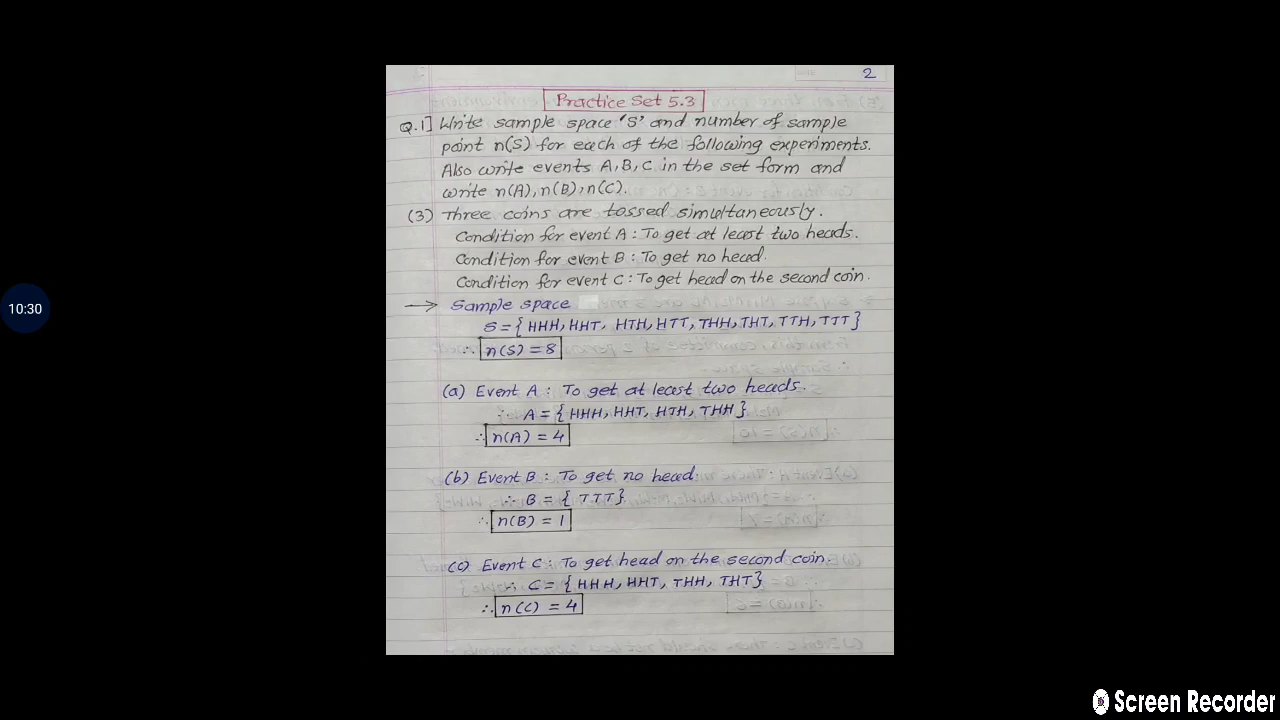 2
Practice Set 5.3
Q.1] Write sample space 'S' and number of sample
point n(S) for each of the following experiments.
Also write events A, B, C in the set form and
write n(A), n(B), n(C).
(3) Three coins are tossed simultaneously.
Condition for event A : To get at least two heads.
Condition for event B : To get no head.
Condition for event C : To get head on the second coin.
→ Sample space
S = { HHH, HHT, HTH, HTT, THH, THT, TTH, TTT }
∴ n(S) = 8
(a) Event A : To get at least two heads.
∴ A = { HHH, HHT, HTH, THH }
∴ n(A) = 4
(b) Event B : To get no head.
∴ B = { TTT }
∴ n(B) = 1
(c) Event C : To get head on the second coin.
∴ C = { HHH, HHT, THH, THT }
∴ n(C) = 4
10:30
Screen Recorder